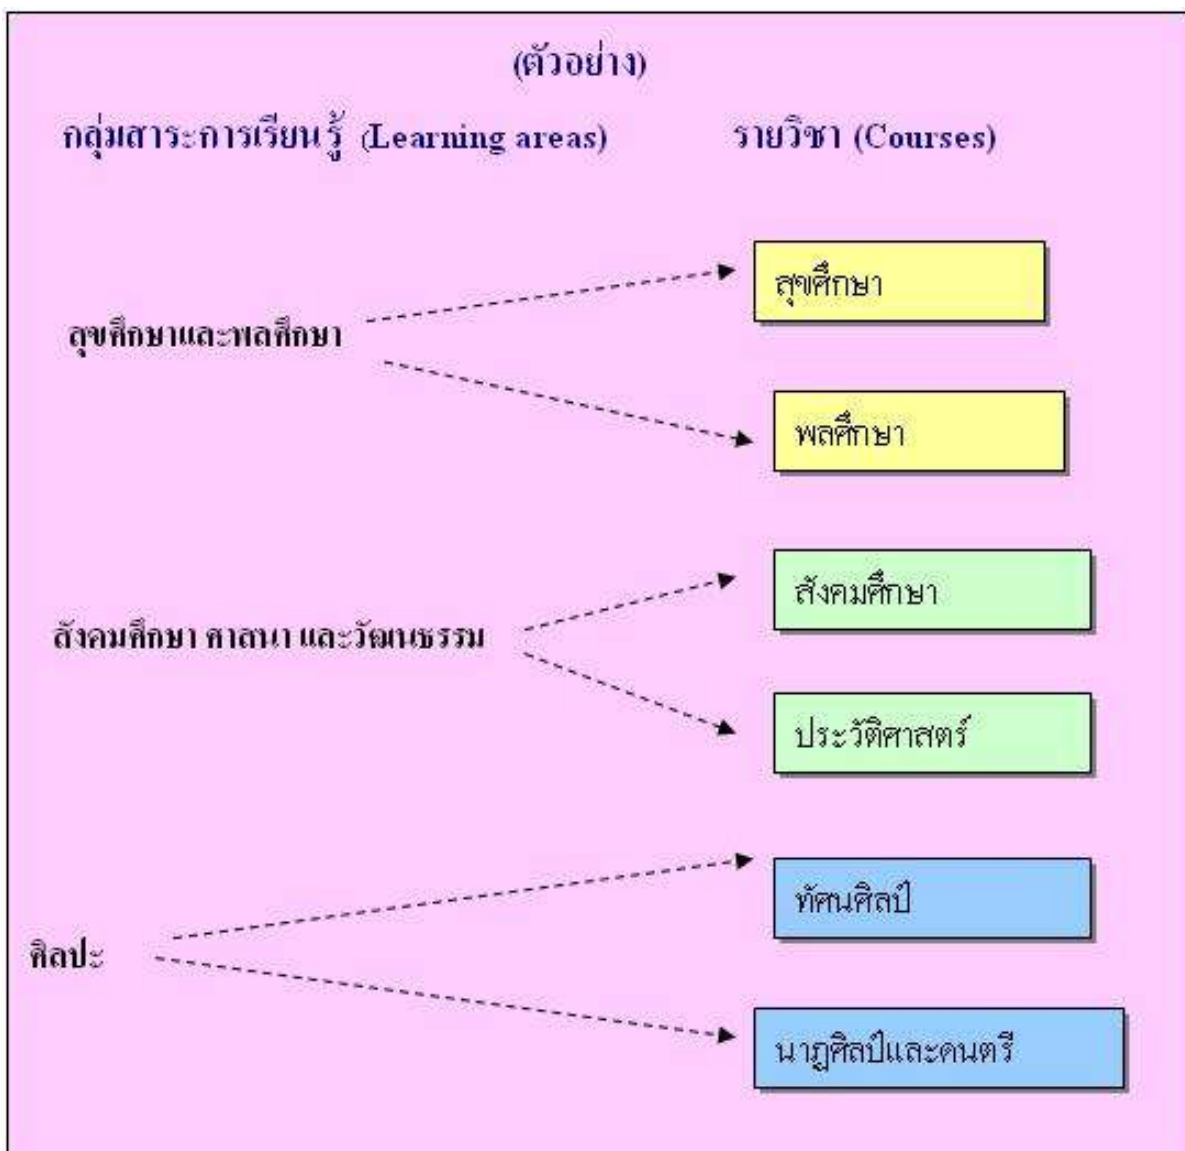 (ตัวอย่าง)
กลุ่มสาระการเรียนรู้ (Learning areas) รายวิชา (Courses)
สุขศึกษา
สุขศึกษาและพลศึกษา
พลศึกษา
สังคมศึกษา
สังคมศึกษา ศาสนา และวัฒนธรรม
ประวัติศาสตร์
ทัศนศิลป์
ศิลปะ
นาฏศิลป์และดนตรี